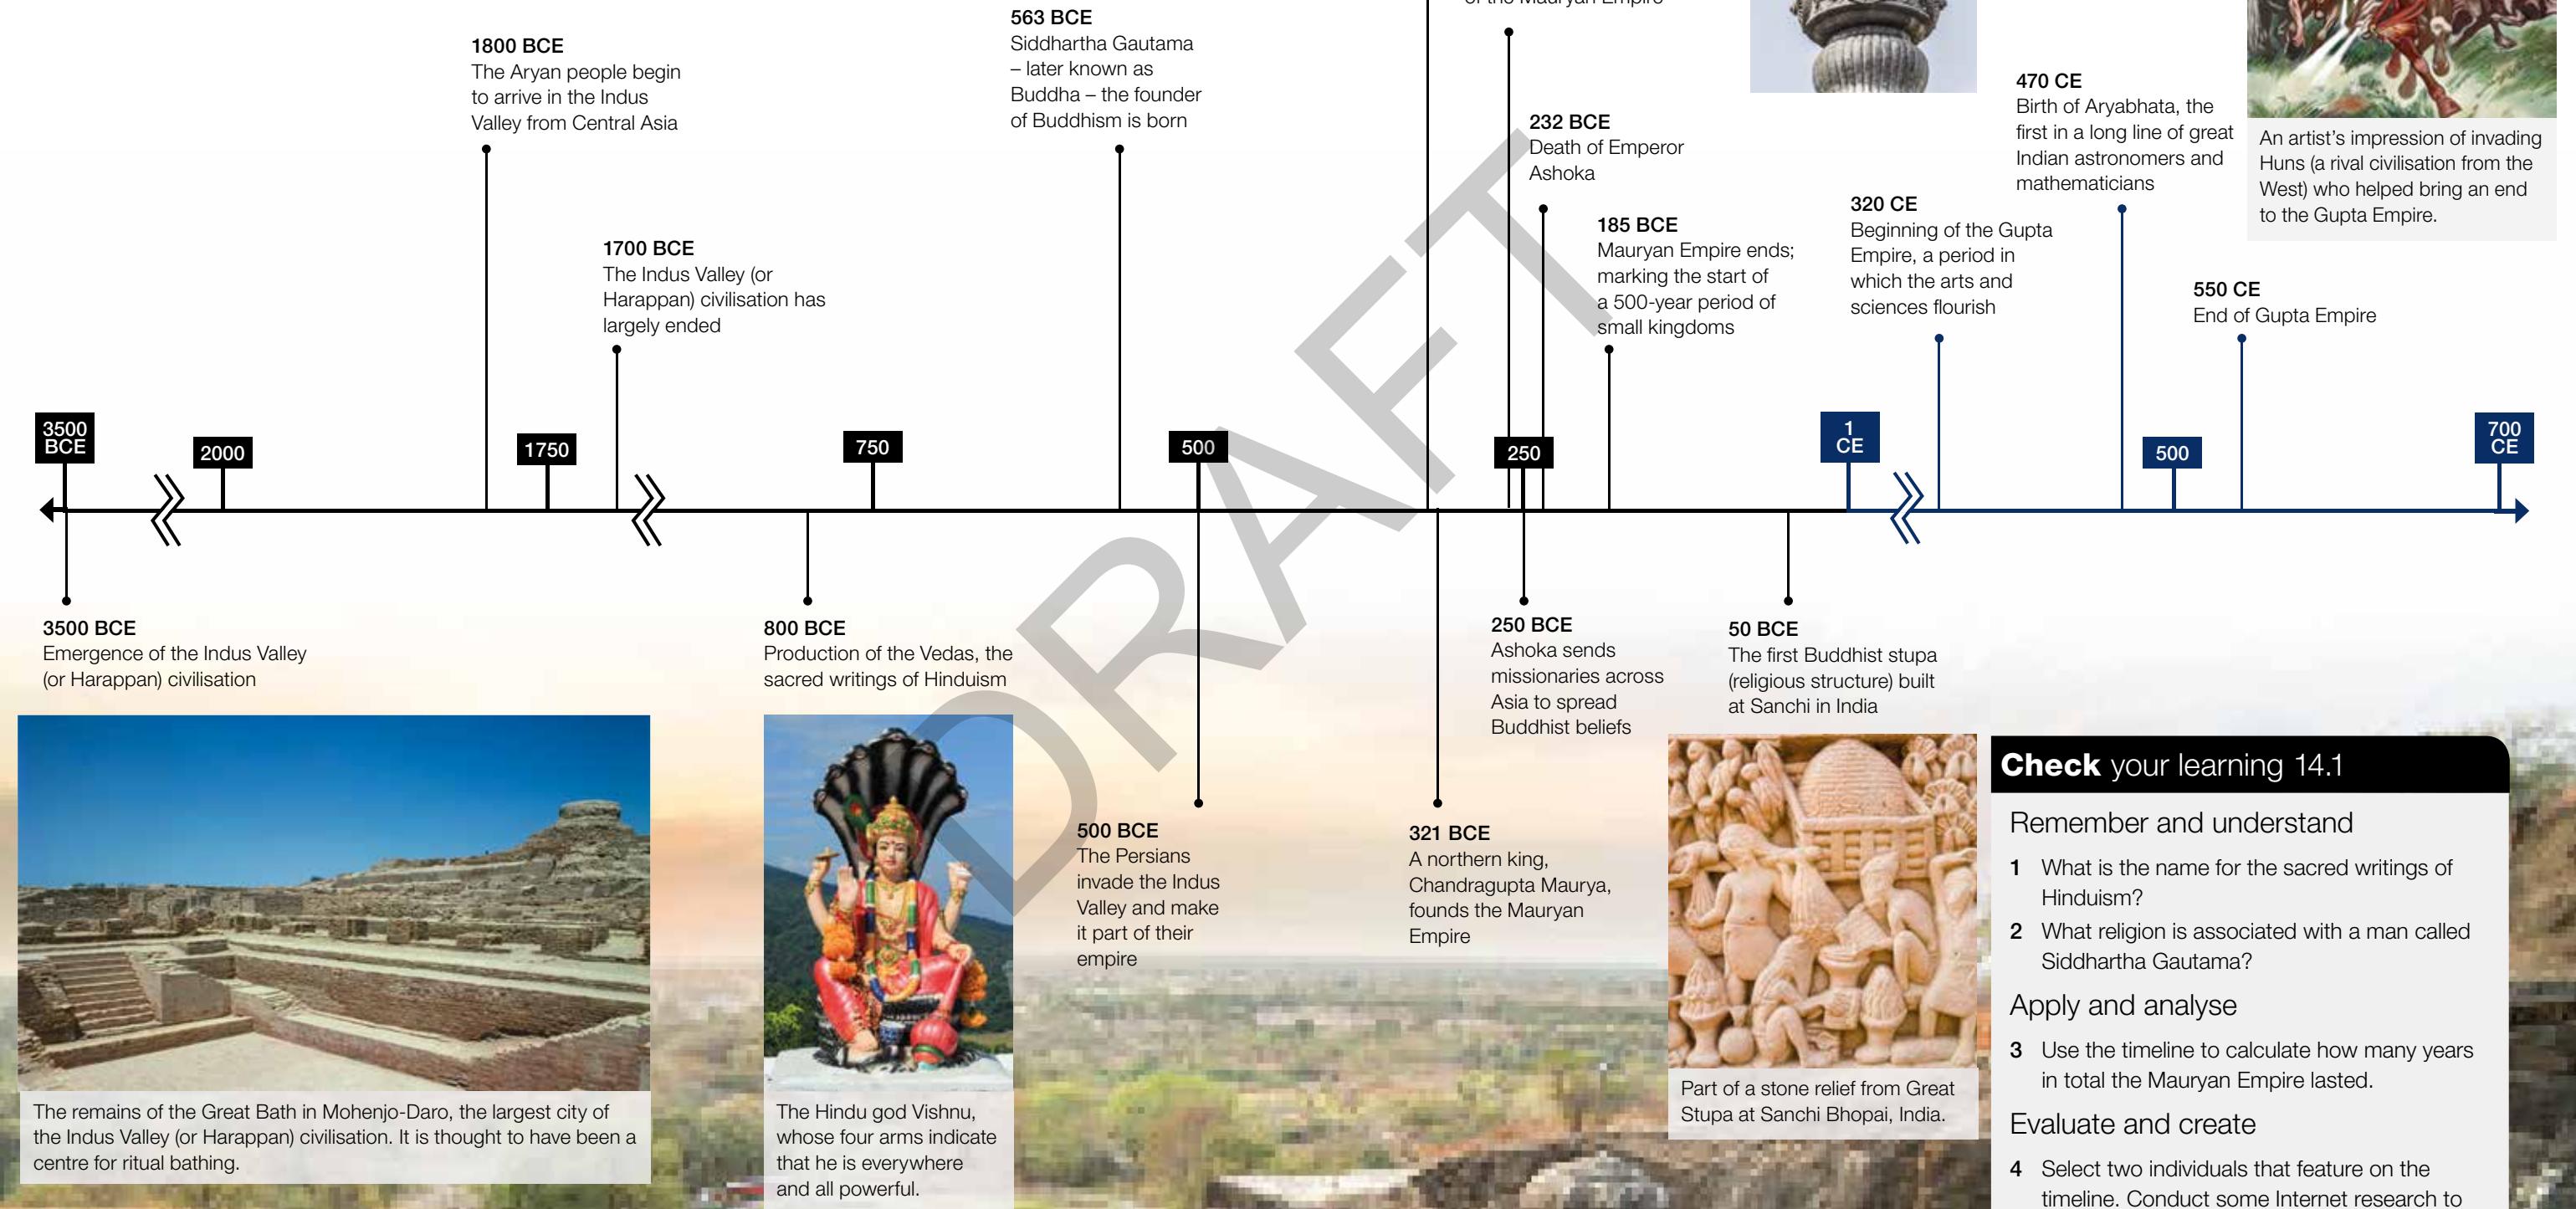 of the Mauryan Empire
563 BCE
Siddhartha Gautama
– later known as
Buddha – the founder
of Buddhism is born
1800 BCE
The Aryan people begin
to arrive in the Indus
Valley from Central Asia
470 CE
Birth of Aryabhata, the
first in a long line of great
Indian astronomers and
mathematicians
232 BCE
Death of Emperor
Ashoka
An artist's impression of invading
Huns (a rival civilisation from the
West) who helped bring an end
to the Gupta Empire.
320 CE
Beginning of the Gupta
Empire, a period in
which the arts and
sciences flourish
185 BCE
Mauryan Empire ends;
marking the start of
a 500-year period of
small kingdoms
1700 BCE
The Indus Valley (or
Harappan) civilisation has
largely ended
550 CE
End of Gupta Empire
3500
BCE
2000
1750
750
500
250
1
CE
500
700
CE
DRAFT
3500 BCE
Emergence of the Indus Valley
(or Harappan) civilisation
800 BCE
Production of the Vedas, the
sacred writings of Hinduism
250 BCE
Ashoka sends
missionaries across
Asia to spread
Buddhist beliefs
50 BCE
The first Buddhist stupa
(religious structure) built
at Sanchi in India
500 BCE
The Persians
invade the Indus
Valley and make
it part of their
empire
321 BCE
A northern king,
Chandragupta Maurya,
founds the Mauryan
Empire
The remains of the Great Bath in Mohenjo-Daro, the largest city of
the Indus Valley (or Harappan) civilisation. It is thought to have been a
centre for ritual bathing.
The Hindu god Vishnu,
whose four arms indicate
that he is everywhere
and all powerful.
Part of a stone relief from Great
Stupa at Sanchi Bhopai, India.
Check your learning 14.1
Remember and understand
1 What is the name for the sacred writings of
Hinduism?
2 What religion is associated with a man called
Siddhartha Gautama?
Apply and analyse
3 Use the timeline to calculate how many years
in total the Mauryan Empire lasted.
Evaluate and create
4 Select two individuals that feature on the
timeline. Conduct some Internet research to